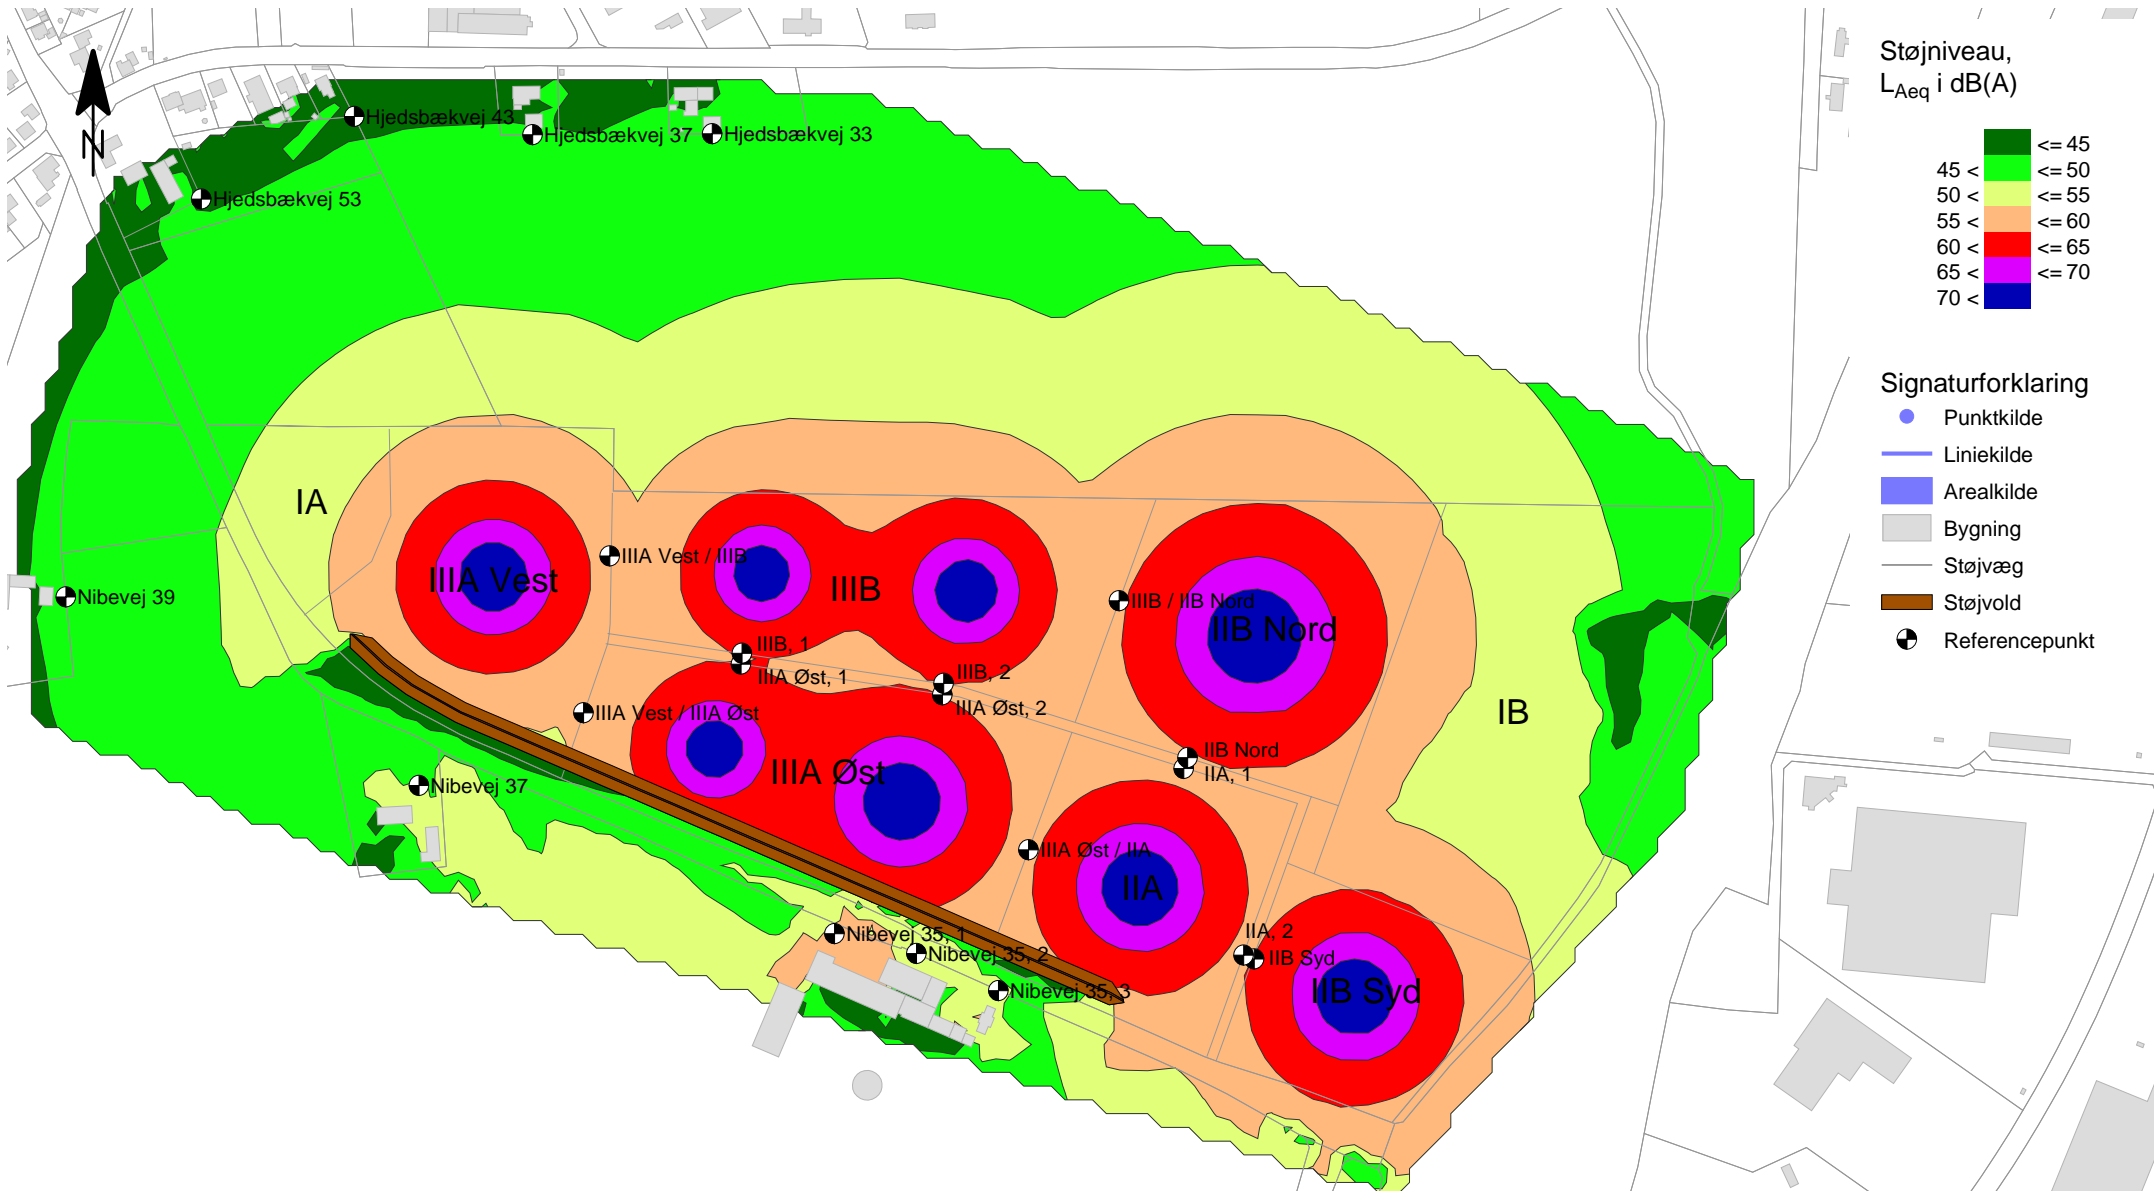 Støjniveau,
LAeq i dB(A)
<= 45
45 < <= 50
50 < <= 55
55 < <= 60
60 < <= 65
65 < <= 70
70 <
Signaturforklaring
Punktkilde
Liniekilde
Arealkilde
Bygning
Støjvæg
Støjvold
Referencepunkt
N
Hjedsbækvej 43
Hjedsbækvej 37
Hjedsbækvej 33
Hjedsbækvej 53
IA
IIIA Vest / IIIB
IIIA Vest
IIIB
Nibevej 39
IIIB / IIB Nord
IIB Nord
IIIB, 1
IIIA Øst, 1
IIIB, 2
IIIA Øst, 2
IIIA Vest / IIIA Øst
IB
IIB Nord
IIA, 1
IIIA Øst
Nibevej 37
IIIA Øst / IIA
IIA
Nibevej 35, 1
Nibevej 35, 2
IIA, 2
IIB Syd
Nibevej 35, 3
IIB Syd